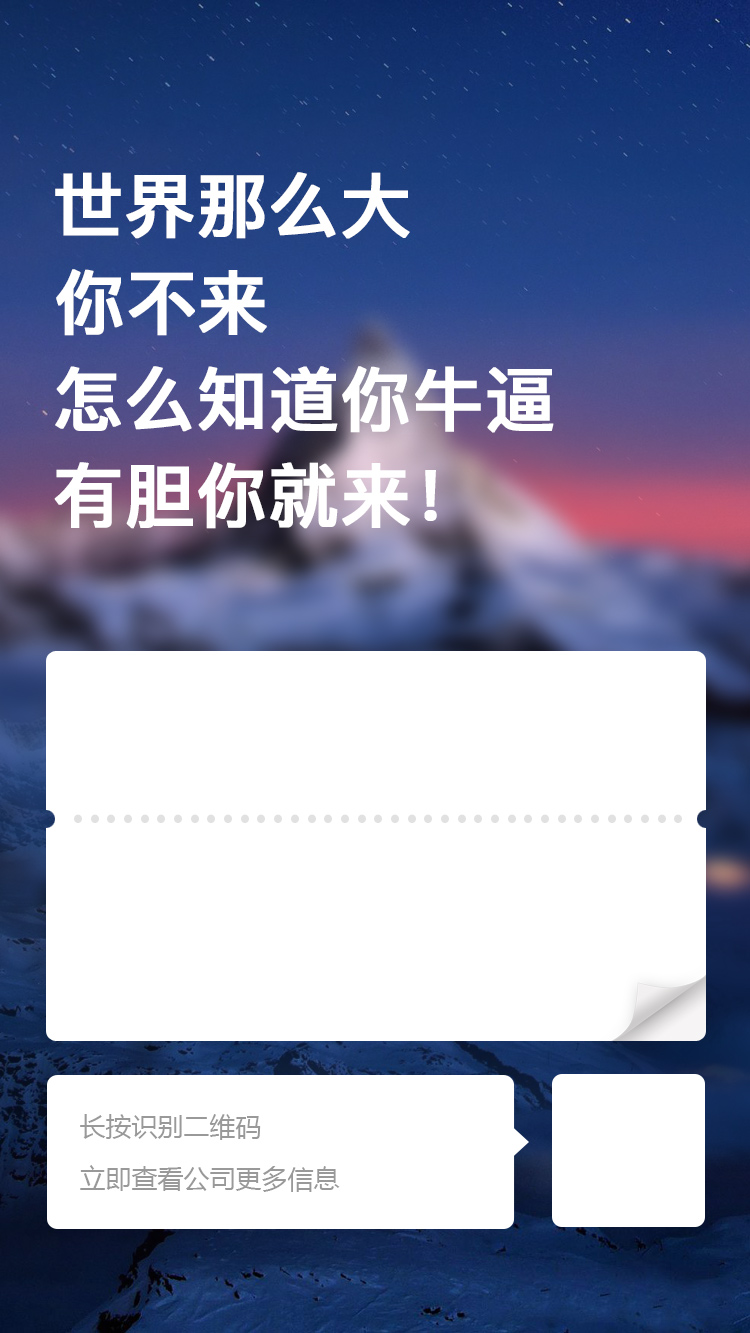 世界那么大
你不来
怎么知道你牛逼
有胆你就来！
长按识别二维码
立即查看公司更多信息